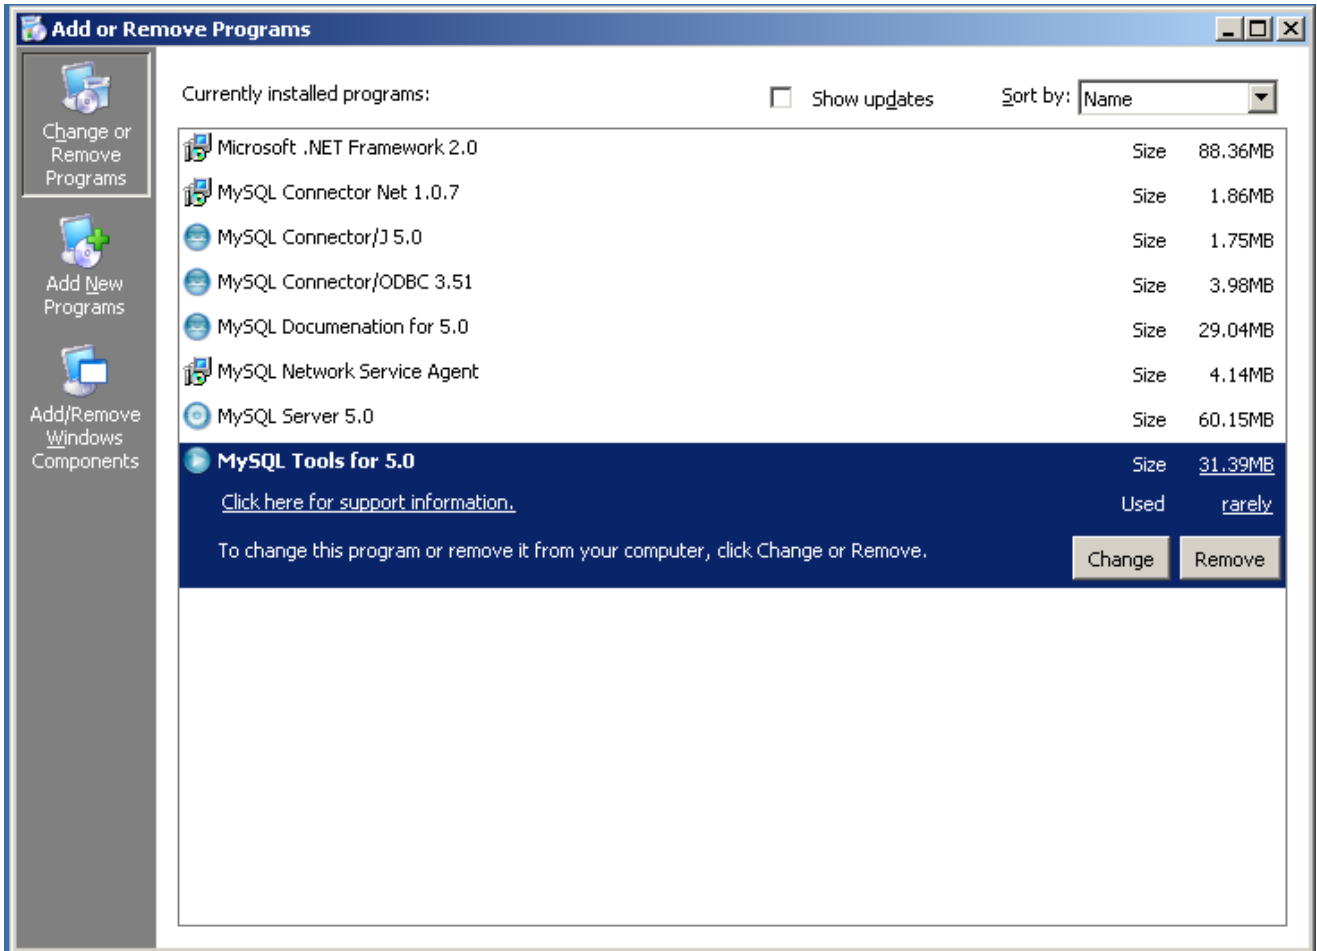 Add or Remove Programs
Change or
Remove
Programs
Add New
Programs
Add/Remove
Windows
Components
Currently installed programs:
Show updates
Sort by: Name
Microsoft .NET Framework 2.0 Size 88.36MB
MySQL Connector Net 1.0.7 Size 1.86MB
MySQL Connector/J 5.0 Size 1.75MB
MySQL Connector/ODBC 3.51 Size 3.98MB
MySQL Documenation for 5.0 Size 29.04MB
MySQL Network Service Agent Size 4.14MB
MySQL Server 5.0 Size 60.15MB
MySQL Tools for 5.0 Size 31.39MB
Click here for support information. Used rarely
To change this program or remove it from your computer, click Change or Remove. Change Remove